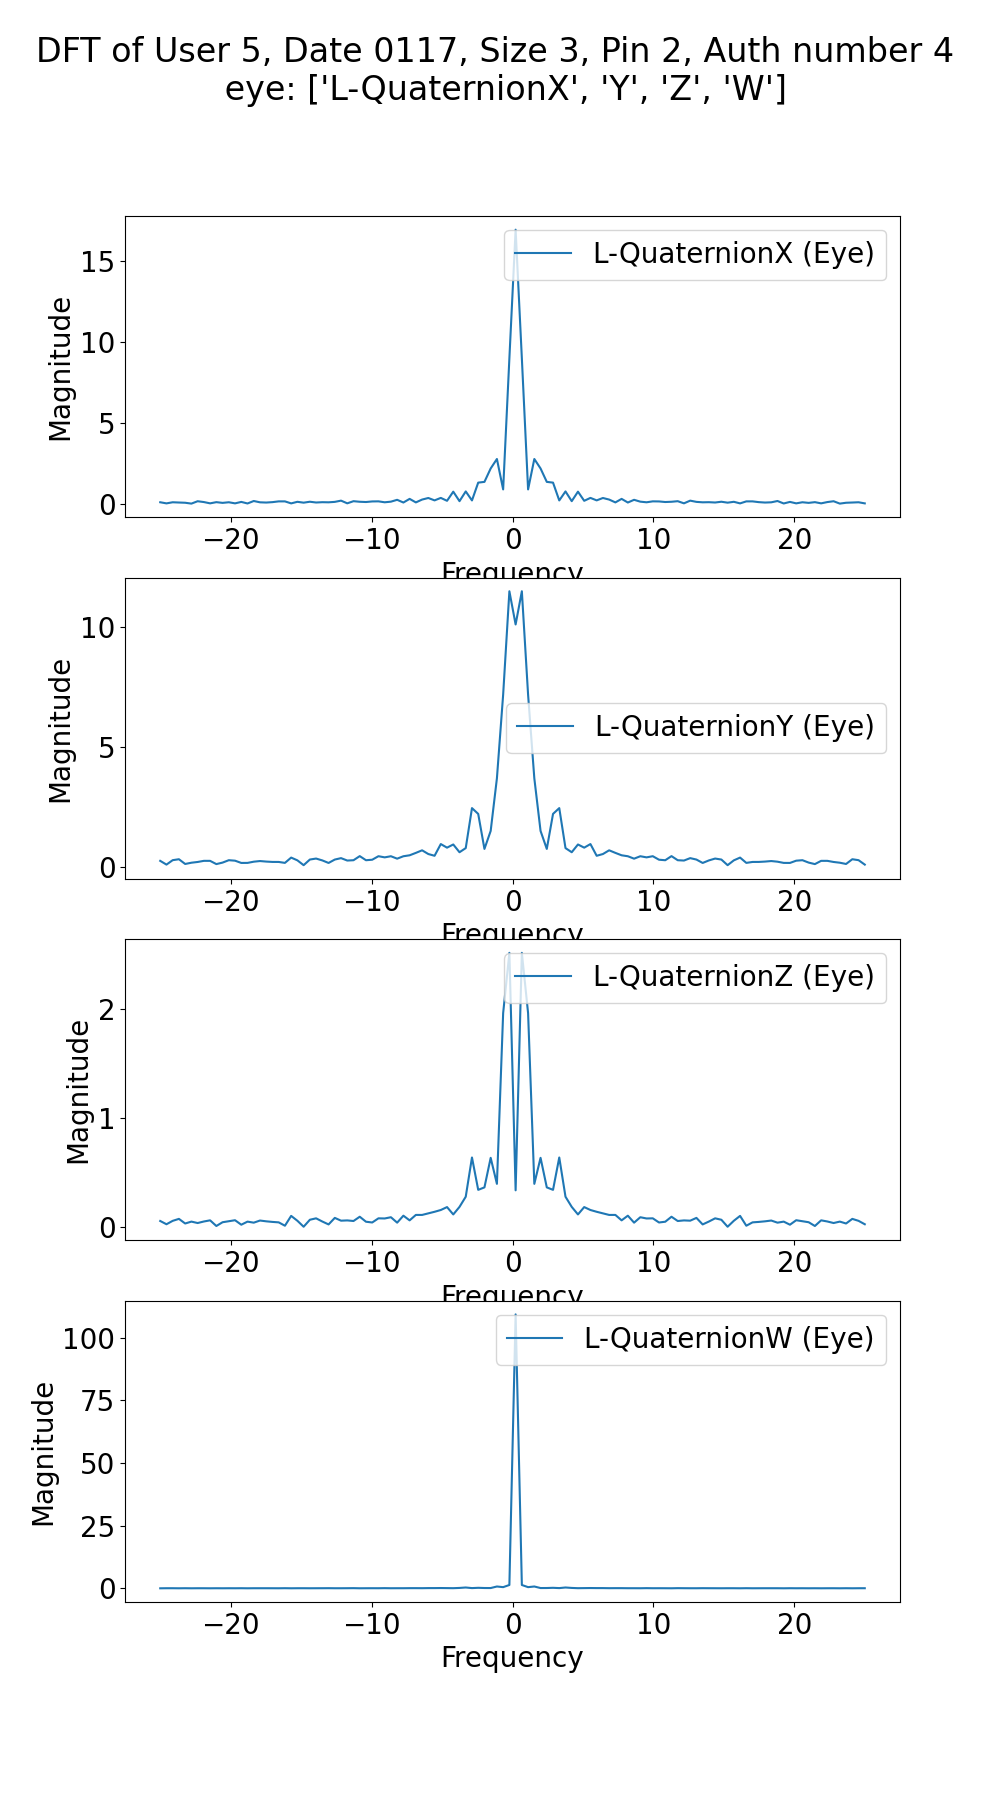 DFT of User 5, Date 0117, Size 3, Pin 2, Auth number 4
eye: ['L-QuaternionX', 'Y', 'Z', 'W']
L-QuaternionX (Eye)
Magnitude
15
10
5
0
−20 −10 0 10 20
Frequency
L-QuaternionY (Eye)
Magnitude
10
5
0
−20 −10 0 10 20
Frequency
L-QuaternionZ (Eye)
Magnitude
2
1
0
−20 −10 0 10 20
Frequency
L-QuaternionW (Eye)
Magnitude
100
75
50
25
0
−20 −10 0 10 20
Frequency